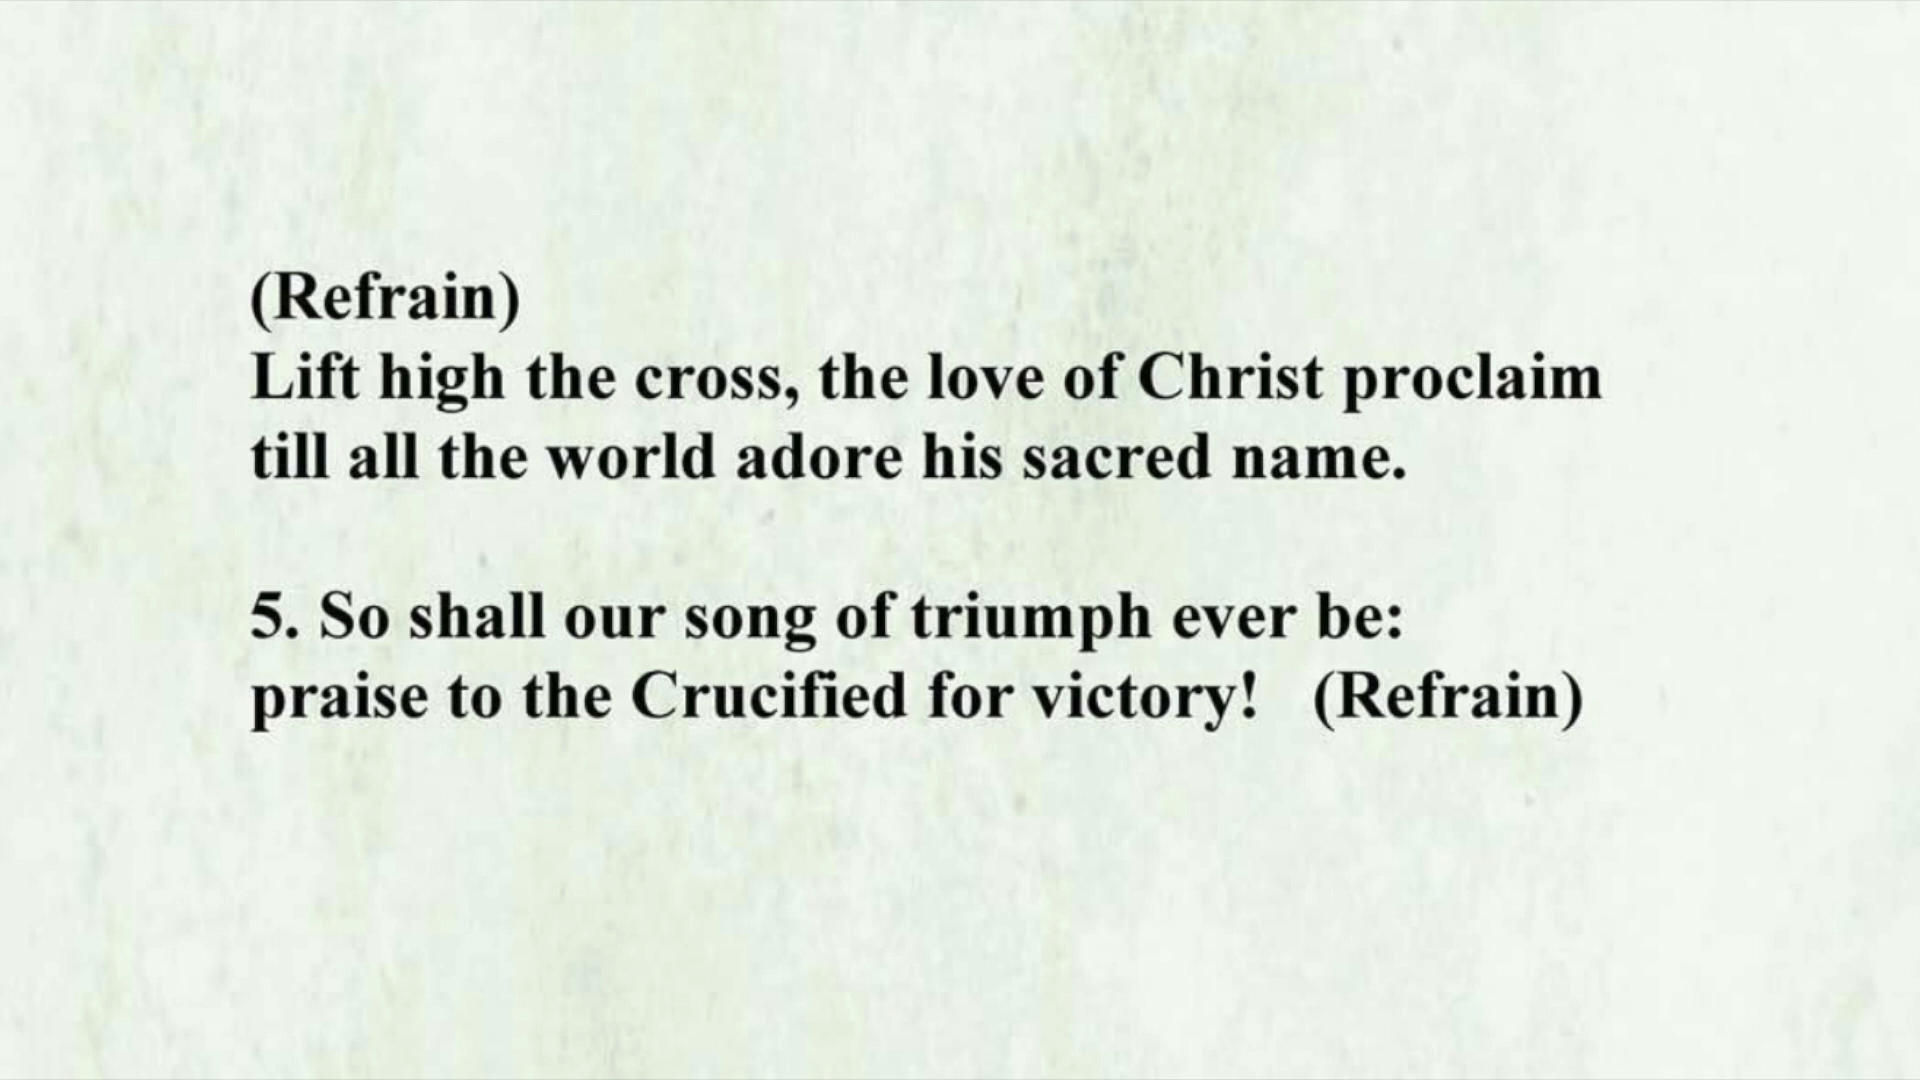 (Refrain)
Lift high the cross, the love of Christ proclaim
till all the world adore his sacred name.
5. So shall our song of triumph ever be:
praise to the Crucified for victory! (Refrain)